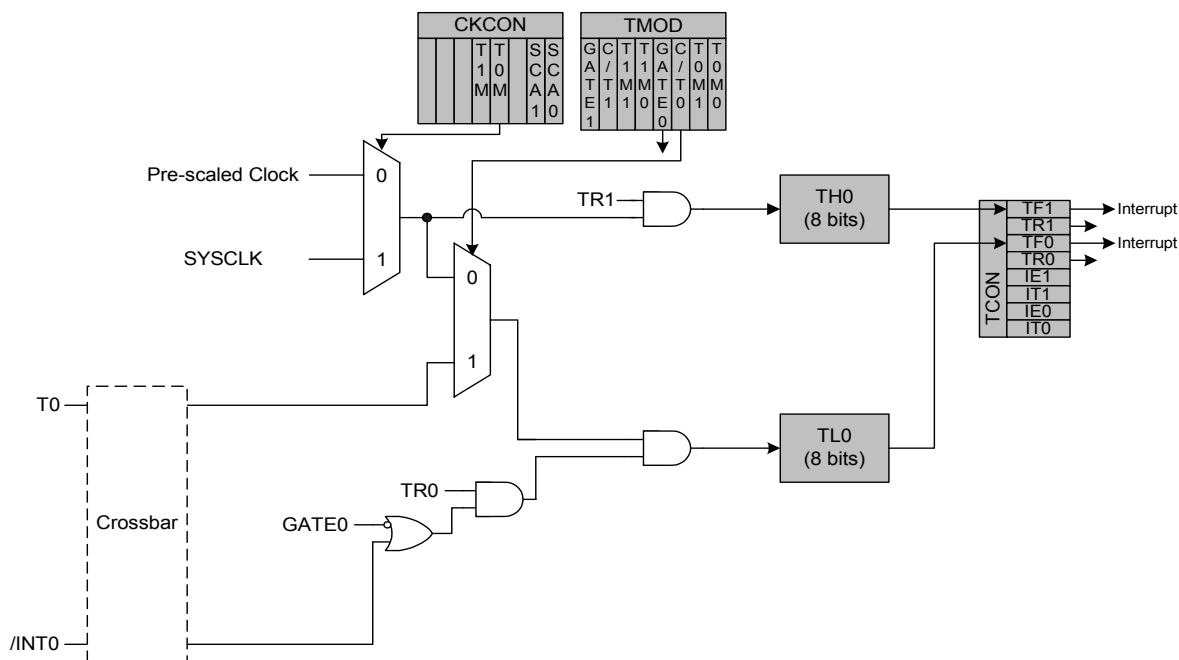 CKCON
T1M
T0M
SCA1
SCA0
TMOD
GATE1
C/T1
T1M1
T1M0
GATE0
C/T0
T0M1
T0M0
Pre-scaled Clock
0
SYSCLK
1
TR1
TH0
(8 bits)
TCON
TF1
TR1
TF0
TR0
IE1
IT1
IE0
IT0
Interrupt
Interrupt
0
1
T0
Crossbar
TR0
GATE0
TL0
(8 bits)
/INT0